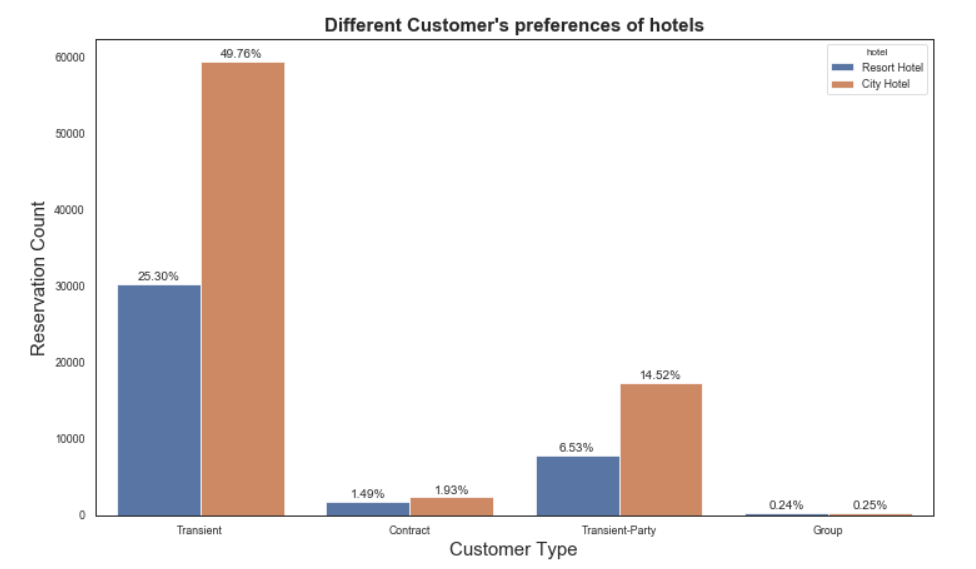 Different Customer's preferences of hotels
hotel
Resort Hotel
City Hotel
60000
50000
40000
30000
20000
10000
0
Reservation Count
49.76%
25.30%
1.49%
1.93%
6.53%
14.52%
0.24%
0.25%
Transient
Contract
Transient-Party
Group
Customer Type